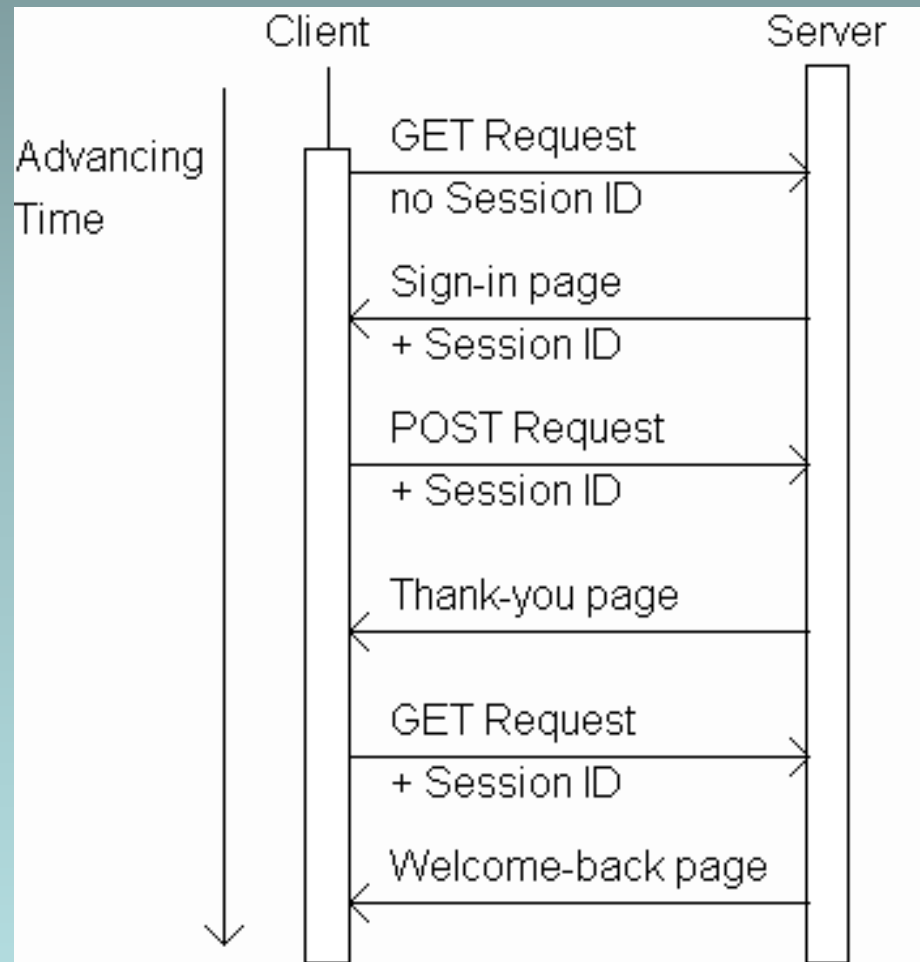 Client
Server
Advancing
Time
GET Request
no Session ID
Sign-in page
+ Session ID
POST Request
+ Session ID
Thank-you page
GET Request
+ Session ID
Welcome-back page